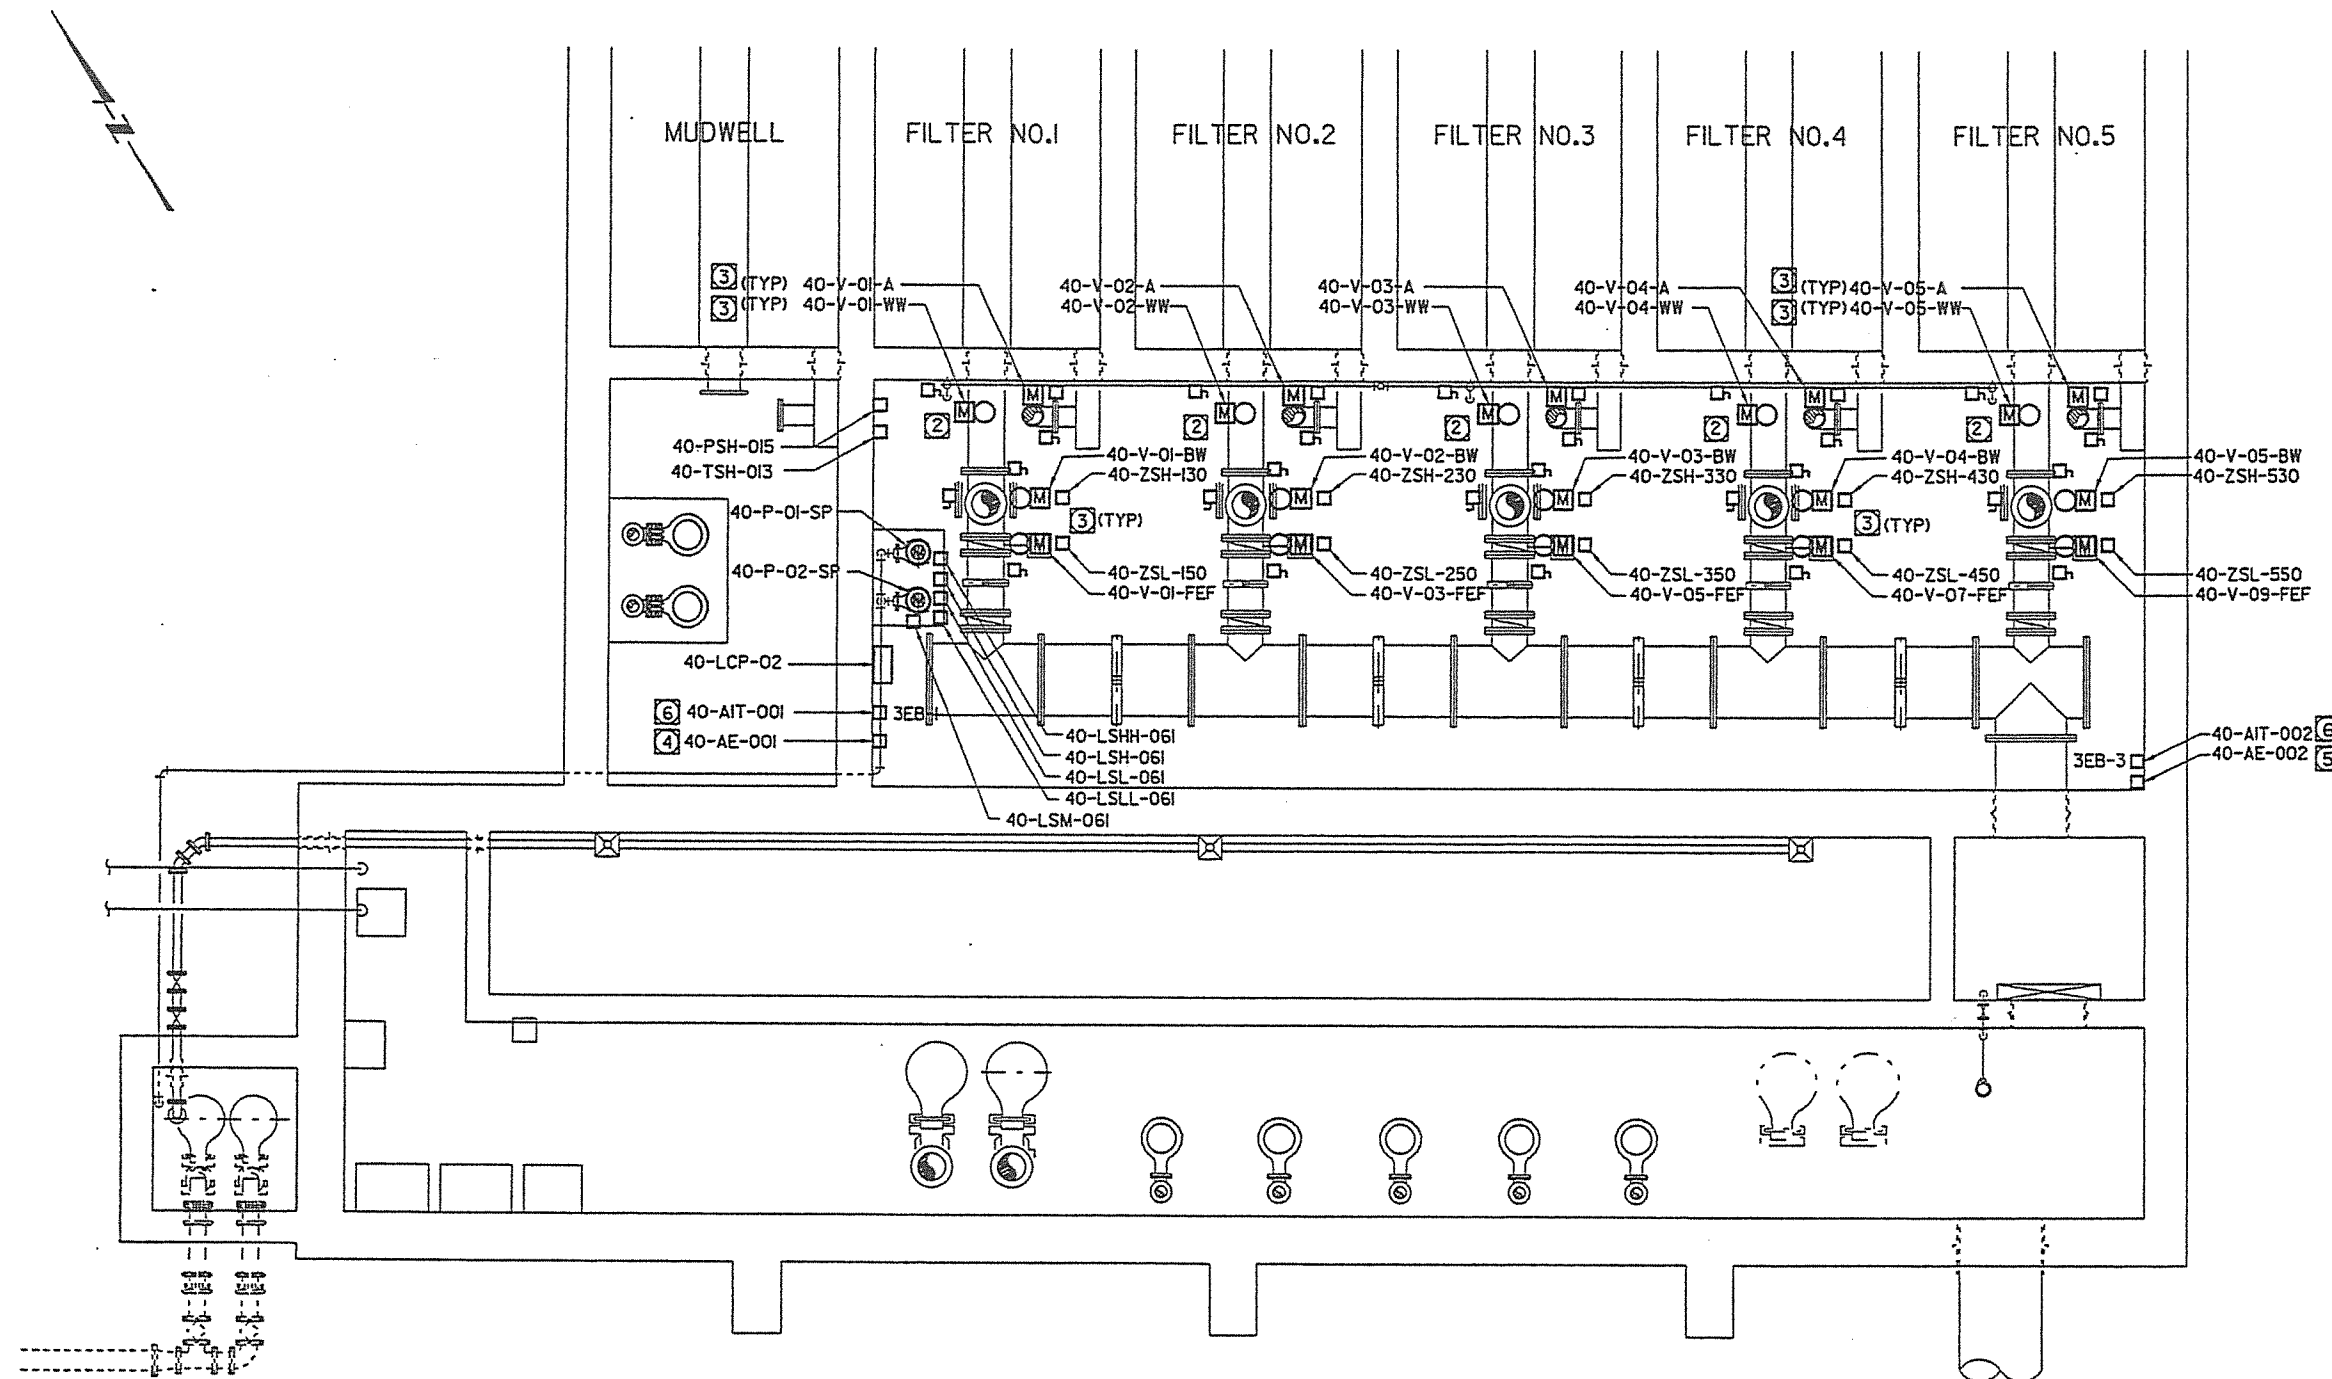 N
MUDWELL FILTER NO.1 FILTER NO.2 FILTER NO.3 FILTER NO.4 FILTER NO.5
3 (TYP) 40-V-01-A 40-V-02-A 40-V-03-A 40-V-04-A 3 (TYP) 40-V-05-A
3 (TYP) 40-V-01-WW 40-V-02-WW 40-V-03-WW 40-V-04-WW 3 (TYP) 40-V-05-WW
M M M M M
M M M M M
2 2 2 2 2
40-PSH-015 40-V-01-BW 40-V-02-BW 40-V-03-BW 40-V-04-BW 40-V-05-BW
40-TSH-013 40-ZSH-130 40-ZSH-230 40-ZSH-330 40-ZSH-430 40-ZSH-530
M M M M M
40-P-01-SP 3 (TYP) 3 (TYP)
M M M M M
40-P-02-SP 40-ZSL-150 40-ZSL-250 40-ZSL-350 40-ZSL-450 40-ZSL-550
40-V-01-FEF 40-V-03-FEF 40-V-05-FEF 40-V-07-FEF 40-V-09-FEF
40-LCP-02
6 40-AIT-001 3EB
4 40-AE-001
40-LSHH-061 40-AIT-002 6
40-LSH-061 3EB-3 40-AE-002 5
40-LSL-061
40-LSLL-061
40-LSM-061